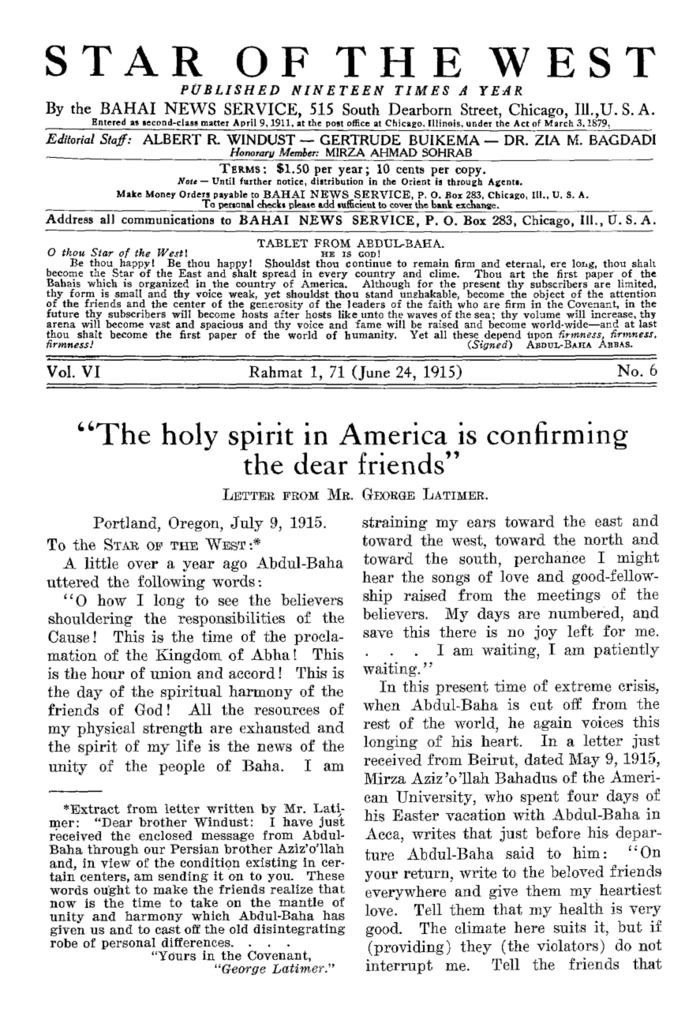 STAR OF THE WEST
PUBLISHED NINETEEN TIMES A YEAR
By the BAHAI NEWS SERVICE, 515 South Dearborn Street, Chicago, Ill., U. S. A.
Entered as second-class matter April 9, 1911, at the post office at Chicago, Illinois, under the Act of March 3, 1879.
Editorial Staff: ALBERT R. WINDUST — GERTRUDE BUIKEMA — DR. ZIA M. BAGDADI
Honorary Member: MIRZA AHMAD SOHRAB
TERMS: $1.50 per year; 10 cents per copy.
Note — Until further notice, distribution in the Orient is through Agents.
Make Money Orders payable to BAHAI NEWS SERVICE, P. O. Box 283, Chicago, Ill., U. S. A.
To personal checks please add sufficient to cover the bank exchange.
Address all communications to BAHAI NEWS SERVICE, P. O. Box 283, Chicago, Ill., U. S. A.
TABLET FROM ABDUL-BAHA.
O thou Star of the West! HE IS GOD!
Be thou happy! Be thou happy! Shouldst thou continue to remain firm and eternal, ere long, thou shalt
become the Star of the East and shalt spread in every country and clime. Thou art the first paper of the
Bahais which is organized in the country of America. Although for the present thy subscribers are limited,
thy form is small and thy voice weak, yet shouldst thou stand unshakable, become the object of the attention
of the friends and the center of the generosity of the leaders of the faith who are firm in the Covenant, in the
future thy subscribers will become hosts after hosts like unto the waves of the sea; thy volume will increase, thy
arena will become vast and spacious and thy voice and fame will be raised and become world-wide—and at last
thou shalt become the first paper of the world of humanity. Yet all these depend upon firmness, firmness,
firmness! (Signed) ABDUL-BAHA ABBAS.
Vol. VI Rahmat 1, 71 (June 24, 1915) No. 6
“The holy spirit in America is confirming
the dear friends”
LETTER FROM MR. GEORGE LATIMER.
Portland, Oregon, July 9, 1915.
To the STAR OF THE WEST:*
A little over a year ago Abdul-Baha
uttered the following words:
“O how I long to see the believers
shouldering the responsibilities of the
Cause! This is the time of the procla-
mation of the Kingdom of Abha! This
is the hour of union and accord! This is
the day of the spiritual harmony of the
friends of God! All the resources of
my physical strength are exhausted and
the spirit of my life is the news of the
unity of the people of Baha. I am
*Extract from letter written by Mr. Lati-
mer: “Dear brother Windust: I have just
received the enclosed message from Abdul-
Baha through our Persian brother Aziz’o’llah
and, in view of the condition existing in cer-
tain centers, am sending it on to you. These
words ought to make the friends realize that
now is the time to take on the mantle of
unity and harmony which Abdul-Baha has
given us and to cast off the old disintegrating
robe of personal differences. . . .
“Yours in the Covenant,
“George Latimer.”
straining my ears toward the east and
toward the west, toward the north and
toward the south, perchance I might
hear the songs of love and good-fellow-
ship raised from the meetings of the
believers. My days are numbered, and
save this there is no joy left for me.
. . . I am waiting, I am patiently
waiting.”
In this present time of extreme crisis,
when Abdul-Baha is cut off from the
rest of the world, he again voices this
longing of his heart. In a letter just
received from Beirut, dated May 9, 1915,
Mirza Aziz’o’llah Bahadus of the Ameri-
can University, who spent four days of
his Easter vacation with Abdul-Baha in
Acca, writes that just before his depar-
ture Abdul-Baha said to him: “On
your return, write to the beloved friends
everywhere and give them my heartiest
love. Tell them that my health is very
good. The climate here suits it, but if
(providing) they (the violators) do not
interrupt me. Tell the friends that